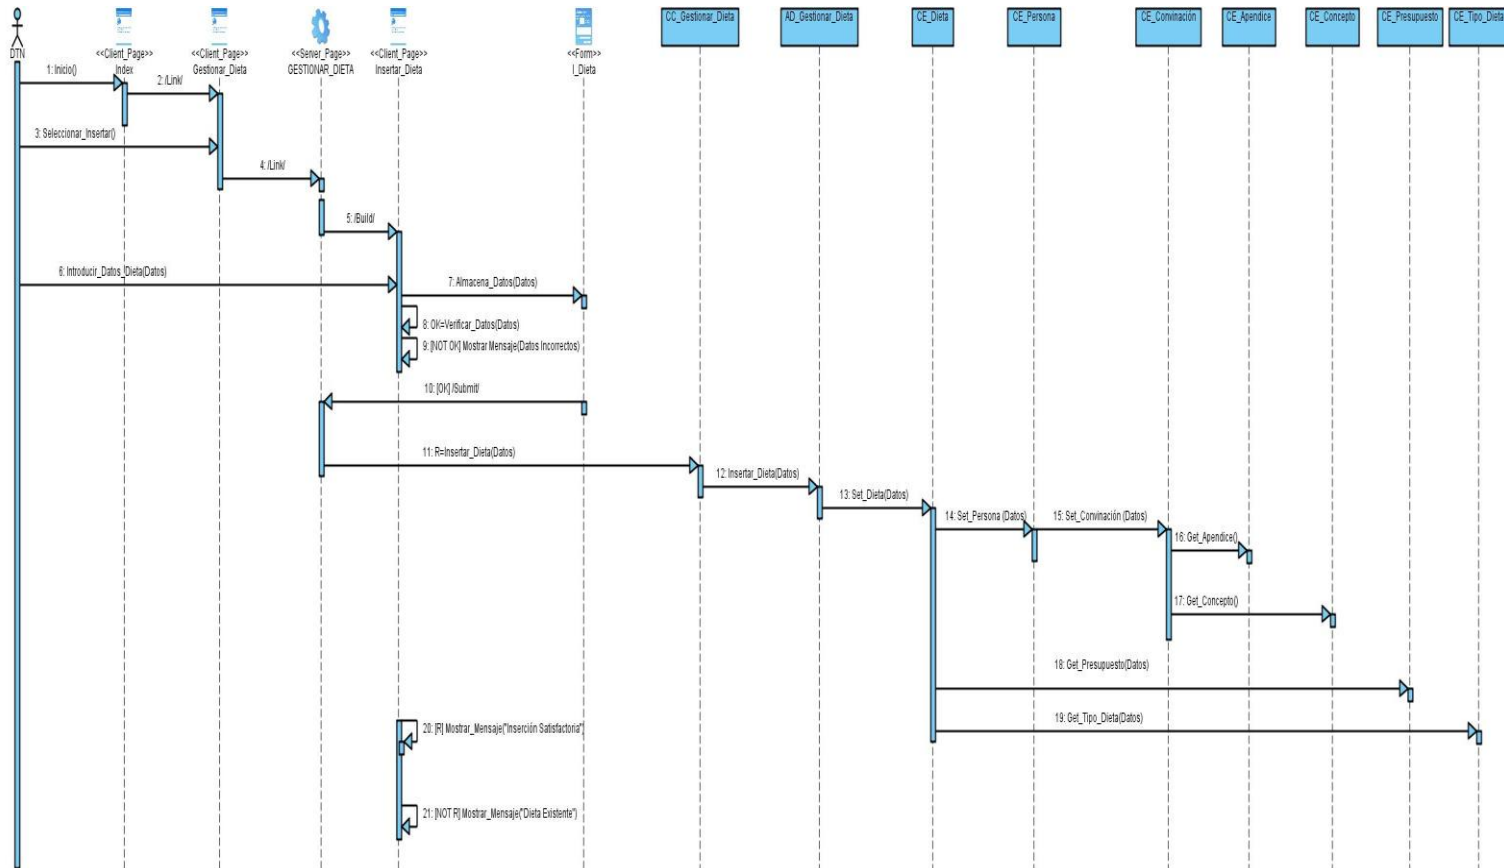 CC_Gestionar_Dieta
AD_Gestionar_Dieta
CE_Dieta
CE_Persona
CE_Convinación
CE_Apendice
CE_Concepto
CE_Presupuesto
CE_Tipo_Dieta
DTN
<<Client_Page>>
Index
<<Client_Page>>
Gestionar_Dieta
<<Server_Page>>
GESTIONAR_DIETA
<<Client_Page>>
Insertar_Dieta
<<Form>>
I_Dieta
1: Inicio()
2: /Link/
3: Seleccionar_Insertar()
4: /Link/
5: /Build/
6: Introducir_Datos_Dieta(Datos)
7: Almacena_Datos(Datos)
8: OK=Verificar_Datos(Datos)
9: [NOT OK] Mostrar Mensaje(Datos Incorrectos)
10: [OK] /Submit/
11: R=Insertar_Dieta(Datos)
12: Insertar_Dieta(Datos)
13: Set_Dieta(Datos)
14: Set_Persona (Datos)
15: Set_Convinación (Datos)
16: Get_Apendice()
17: Get_Concepto()
18: Get_Presupuesto(Datos)
19: Get_Tipo_Dieta(Datos)
20: [R] Mostrar_Mensaje("Inserción Satisfactoria")
21: [NOT R] Mostrar_Mensaje("Dieta Existente")